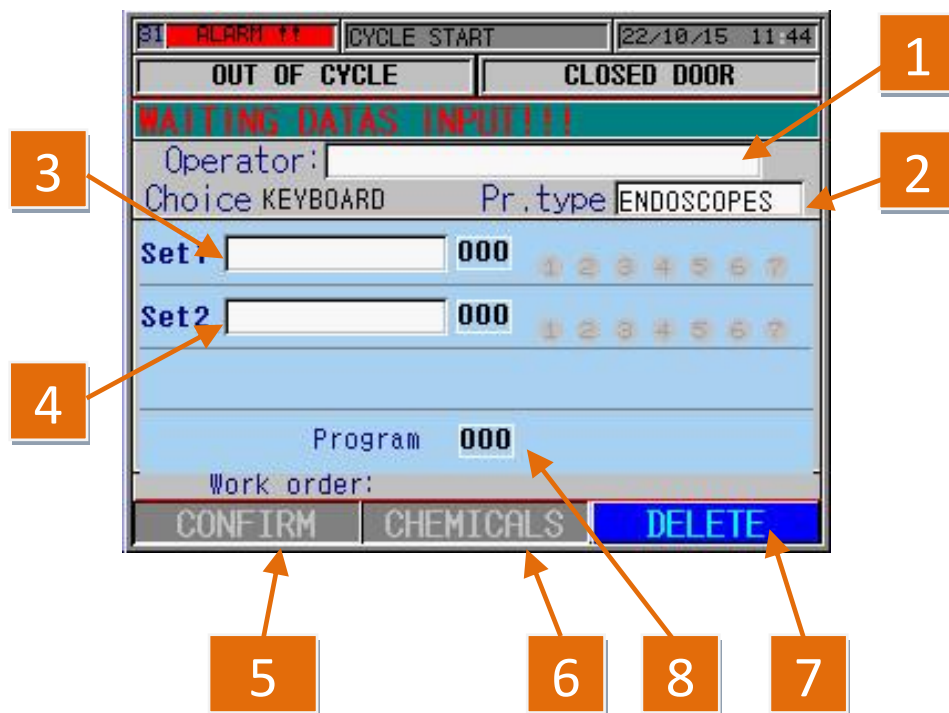 31 ALARM !! CYCLE START 22/10/15 11:44
OUT OF CYCLE CLOSED DOOR
WAITING DATAS INPUT!!!
Operator:
Choice KEYBOARD Pr.type ENDOSCOPES
Set1 000 1 2 3 4 5 6 7
Set2 000 1 2 3 4 5 6 7
Program 000
Work order:
CONFIRM CHEMICALS DELETE
1
2
3
4
5 6 8 7